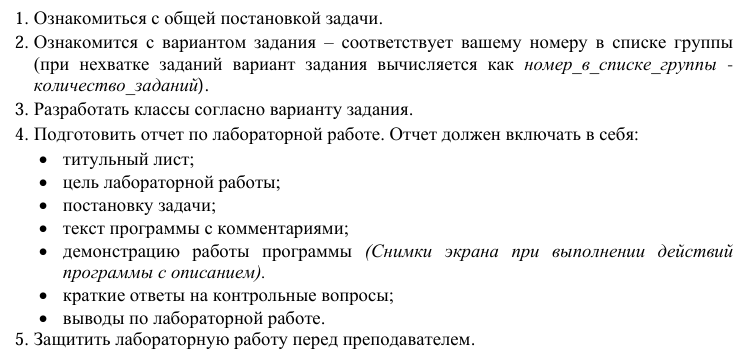 1. Ознакомиться с общей постановкой задачи.
2. Ознакомится с вариантом задания – соответствует вашему номеру в списке группы
(при нехватке заданий вариант задания вычисляется как номер_в_списке_группы -
количество_заданий).
3. Разработать классы согласно варианту задания.
4. Подготовить отчет по лабораторной работе. Отчет должен включать в себя:
• титульный лист;
• цель лабораторной работы;
• постановку задачи;
• текст программы с комментариями;
• демонстрацию работы программы (Снимки экрана при выполнении действий
программы с описанием).
• краткие ответы на контрольные вопросы;
• выводы по лабораторной работе.
5. Защитить лабораторную работу перед преподавателем.